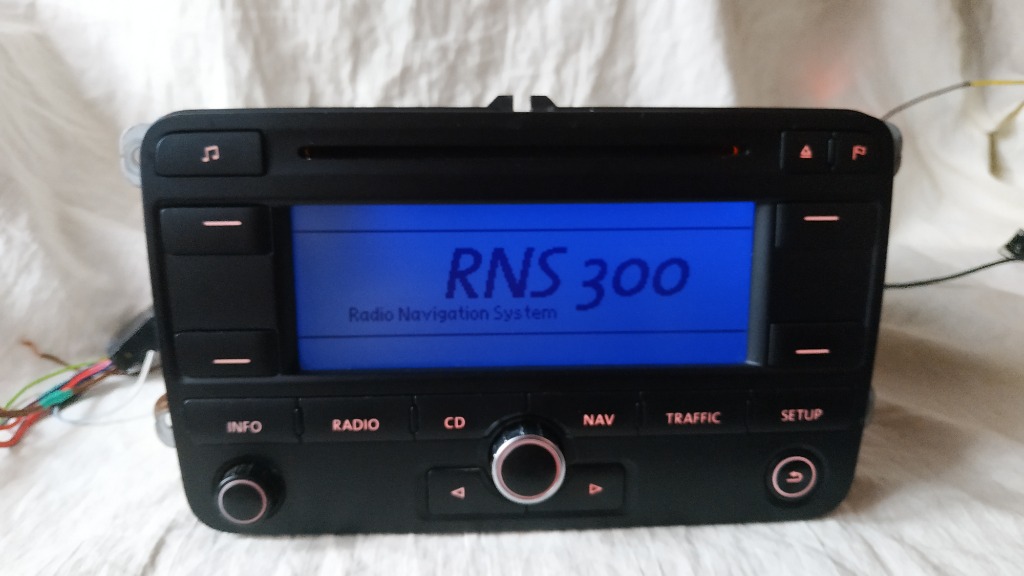 RNS 300
Radio Navigation System
INFO
RADIO
CD
NAV
TRAFFIC
SETUP